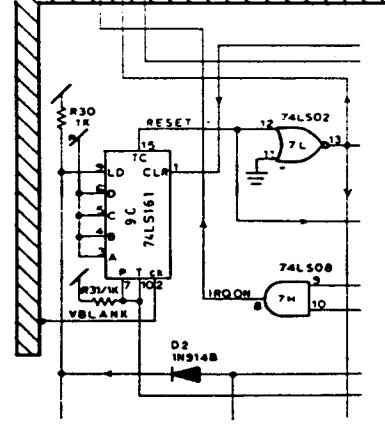 R30
1K
RESET
74LS02
12
13
11
7L
15
TC
9
LD
CLR
1
6
D
5
C
4
B
3
A
9C
74LS161
P
T
CK
7
10
2
R31/1K
VBLANK
IRQ ON
74LS08
9
10
8
7H
D2
1N914B